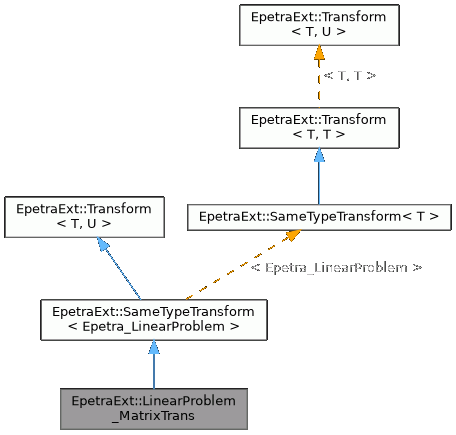 EpetraExt::Transform
< T, U >
< T, T >
EpetraExt::Transform
< T, T >
EpetraExt::Transform
< T, U >
EpetraExt::SameTypeTransform< T >
< Epetra_LinearProblem >
EpetraExt::SameTypeTransform
< Epetra_LinearProblem >
EpetraExt::LinearProblem
_MatrixTrans